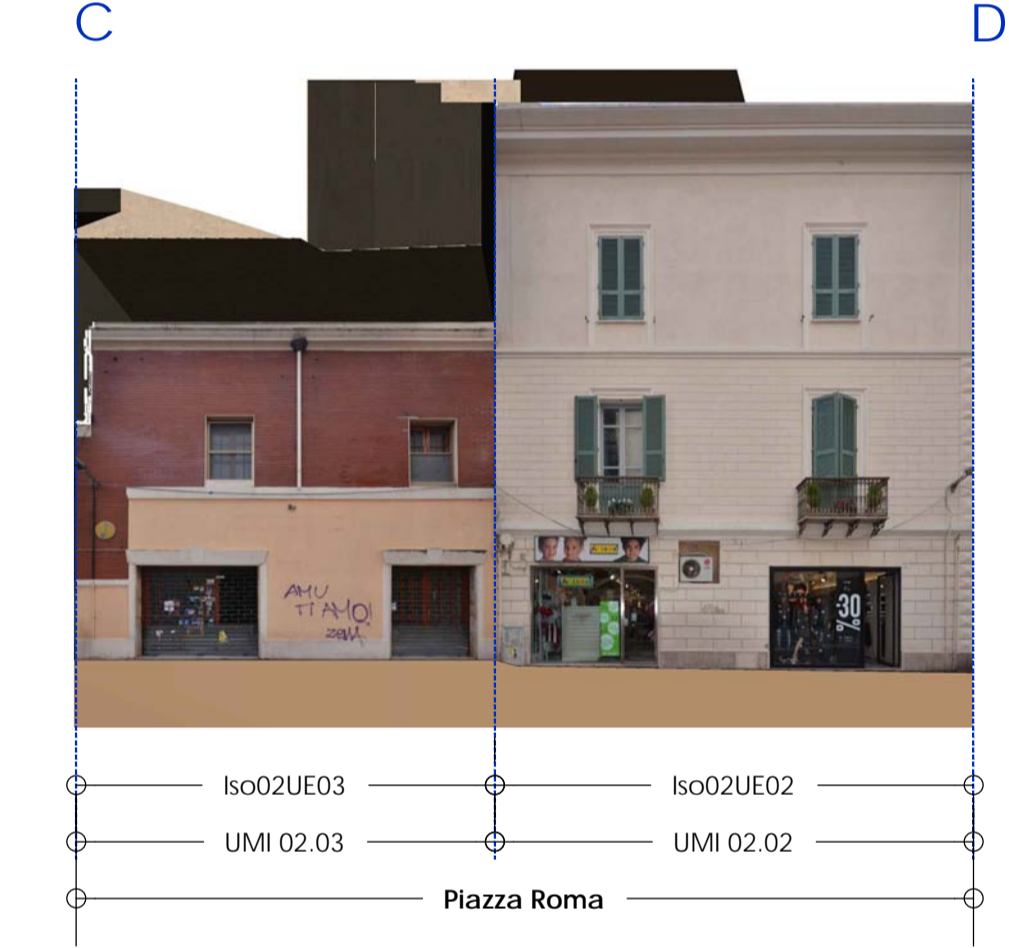 C D
AMU
TI AMO!
30
%
Iso02UE03 Iso02UE02
UMI 02.03 UMI 02.02
Piazza Roma